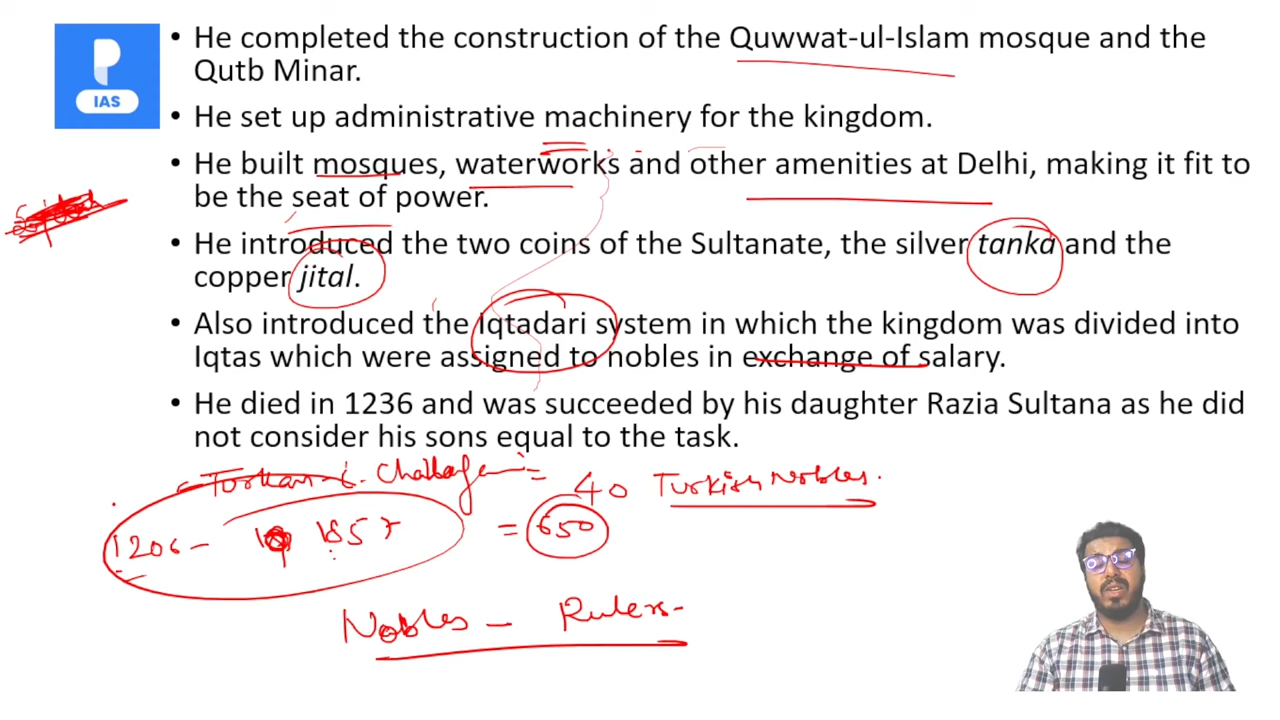 IAS
• He completed the construction of the Quwwat-ul-Islam mosque and the
Qutb Minar.
• He set up administrative machinery for the kingdom.
• He built mosques, waterworks and other amenities at Delhi, making it fit to
be the seat of power.
• He introduced the two coins of the Sultanate, the silver tanka and the
copper jital.
• Also introduced the Iqtadari system in which the kingdom was divided into
Iqtas which were assigned to nobles in exchange of salary.
• He died in 1236 and was succeeded by his daughter Razia Sultana as he did
not consider his sons equal to the task.
= 40 Turkish Nobles.
1206 - 1857 = 650
Nobles - Rulers-